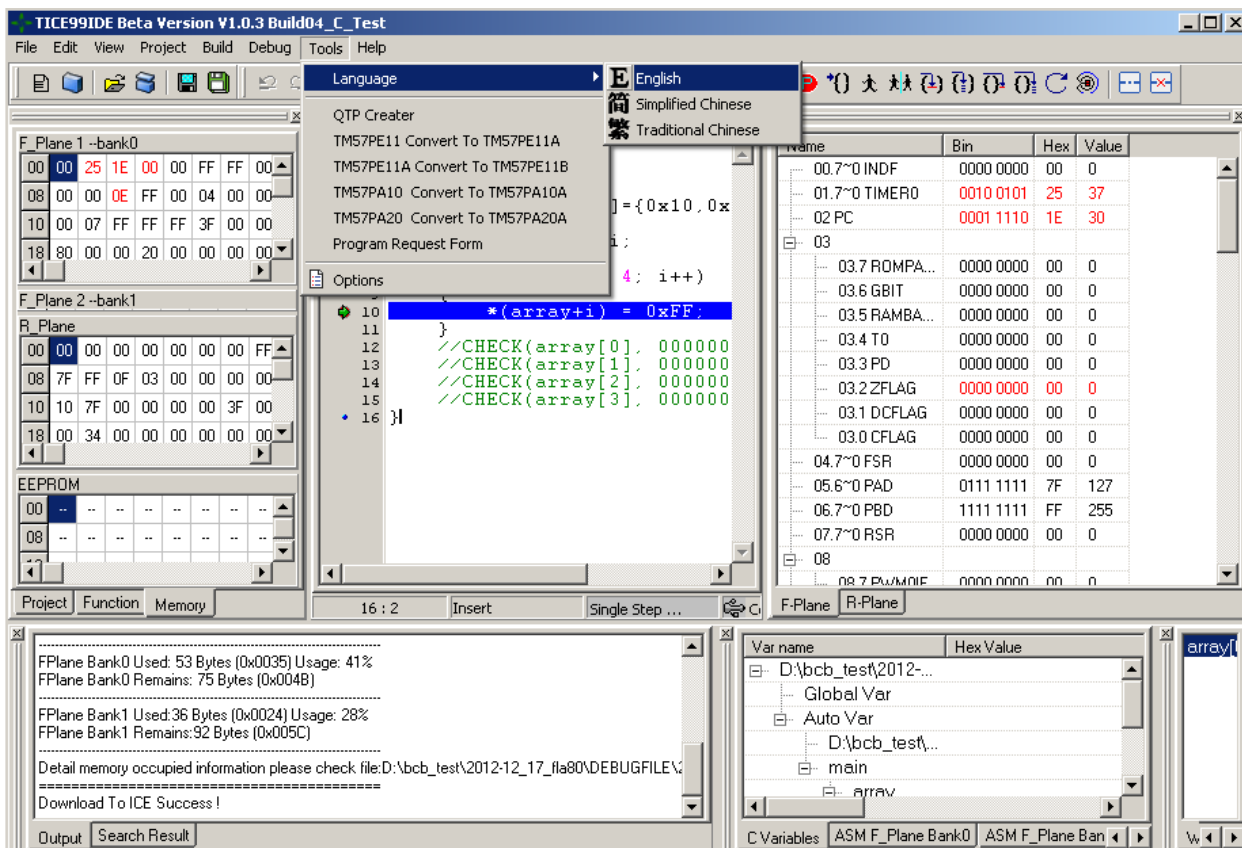 TICE99IDE Beta Version V1.0.3 Build04_C_Test
File Edit View Project Build Debug Tools Help
Language
E English
简 Simplified Chinese
繁 Traditional Chinese
QTP Creater
TM57PE11 Convert To TM57PE11A
TM57PE11A Convert To TM57PE11B
TM57PA10 Convert To TM57PA10A
TM57PA20 Convert To TM57PA20A
Program Request Form
Options
F_Plane 1 --bank0
00 00 25 1E 00 00 FF FF 00
08 00 00 0E FF 00 04 00 00
10 00 07 FF FF FF 3F 00 00
18 80 00 00 20 00 00 00 00
F_Plane 2 --bank1
R_Plane
00 00 00 00 00 00 00 00 FF
08 7F FF 0F 03 00 00 00 00
10 10 7F 00 00 00 00 3F 00
18 00 34 00 00 00 00 00 00
EEPROM
00 -- -- -- -- -- -- -- --
08 -- -- -- -- -- -- -- --
Project Function Memory
]={0x10,0x
i;
4; i++)
{
10 *(array+i) = 0xFF;
11 }
12 //CHECK(array[0], 000000
13 //CHECK(array[1], 000000
14 //CHECK(array[2], 000000
15 //CHECK(array[3], 000000
16 }
16 : 2 Insert Single Step ...
Name Bin Hex Value
00.7~0 INDF 0000 0000 00 0
01.7~0 TIMER0 0010 0101 25 37
02 PC 0001 1110 1E 30
03
03.7 ROMPA... 0000 0000 00 0
03.6 GBIT 0000 0000 00 0
03.5 RAMBA... 0000 0000 00 0
03.4 TO 0000 0000 00 0
03.3 PD 0000 0000 00 0
03.2 ZFLAG 0000 0000 00 0
03.1 DCFLAG 0000 0000 00 0
03.0 CFLAG 0000 0000 00 0
04.7~0 FSR 0000 0000 00 0
05.6~0 PAD 0111 1111 7F 127
06.7~0 PBD 1111 1111 FF 255
07.7~0 RSR 0000 0000 00 0
08
08.7 PWM0IE 0000 0000 00 0
F-Plane R-Plane
FPlane Bank0 Used: 53 Bytes (0x0035) Usage: 41%
FPlane Bank0 Remains: 75 Bytes (0x004B)
FPlane Bank1 Used:36 Bytes (0x0024) Usage: 28%
FPlane Bank1 Remains:92 Bytes (0x005C)
Detail memory occupied information please check file:D:\bcb_test\2012-12_17_fla80\DEBUGFILE\2
==========================================
Download To ICE Success !
Output Search Result
Var name Hex Value
D:\bcb_test\2012-...
Global Var
Auto Var
D:\bcb_test\...
main
array
C Variables ASM F_Plane Bank0 ASM F_Plane Ban
array[